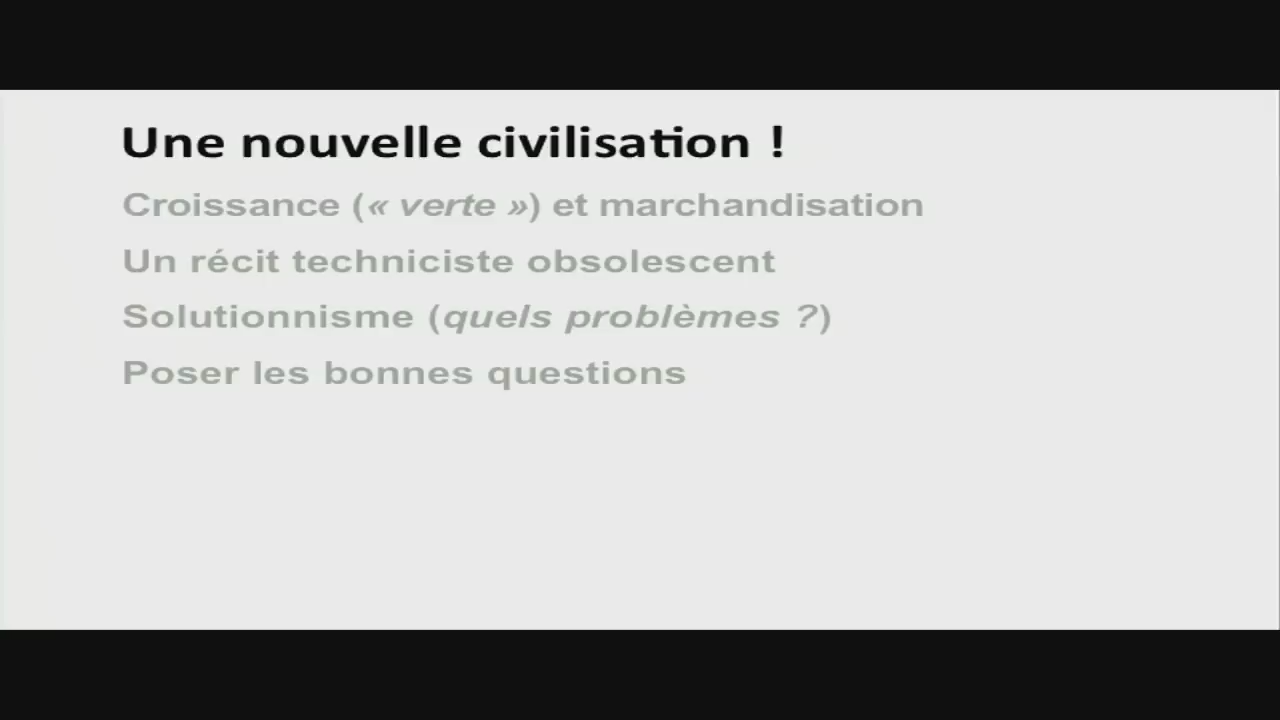 Une nouvelle civilisation !
Croissance (« verte ») et marchandisation
Un récit techniciste obsolescent
Solutionnisme (quels problèmes ?)
Poser les bonnes questions